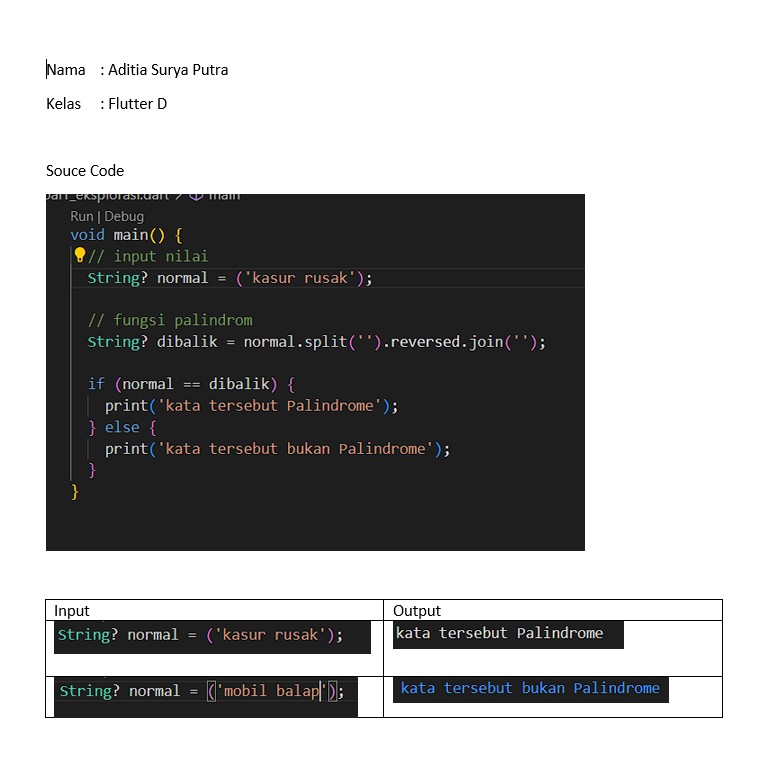 Nama : Aditia Surya Putra
Kelas : Flutter D
Souce Code
dart_eksplorasi.dart > main
Run | Debug
void main() {
// input nilai
String? normal = ('kasur rusak');
// fungsi palindrom
String? dibalik = normal.split('').reversed.join('');
if (normal == dibalik) {
print('kata tersebut Palindrome');
} else {
print('kata tersebut bukan Palindrome');
}
}
Input Output
String? normal = ('kasur rusak'); kata tersebut Palindrome
String? normal = ('mobil balap'); kata tersebut bukan Palindrome